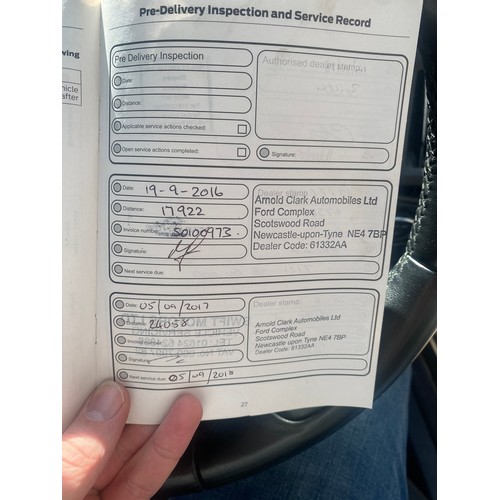 Pre-Delivery Inspection and Service Record
Pre Delivery Inspection
Date:
Distance:
Applicable service actions checked:
Open service actions completed:
Authorised dealer stamp:
Signature:
Date: 19-9-2016
Distance: 17922
Invoice number: S0100973.
Signature:
Next service due:
Dealer stamp
Arnold Clark Automobiles Ltd
Ford Complex
Scotswood Road
Newcastle-upon-Tyne NE4 7BP
Dealer Code: 61332AA
Date: 05/09/2017
Distance: 26058
Invoice number:
Signature:
Next service due: 05/09/2018
Dealer stamp:
Arnold Clark Automobiles Ltd
Ford Complex
Scotswood Road
Newcastle upon Tyne NE4 7BP
Dealer Code: 61332AA
27